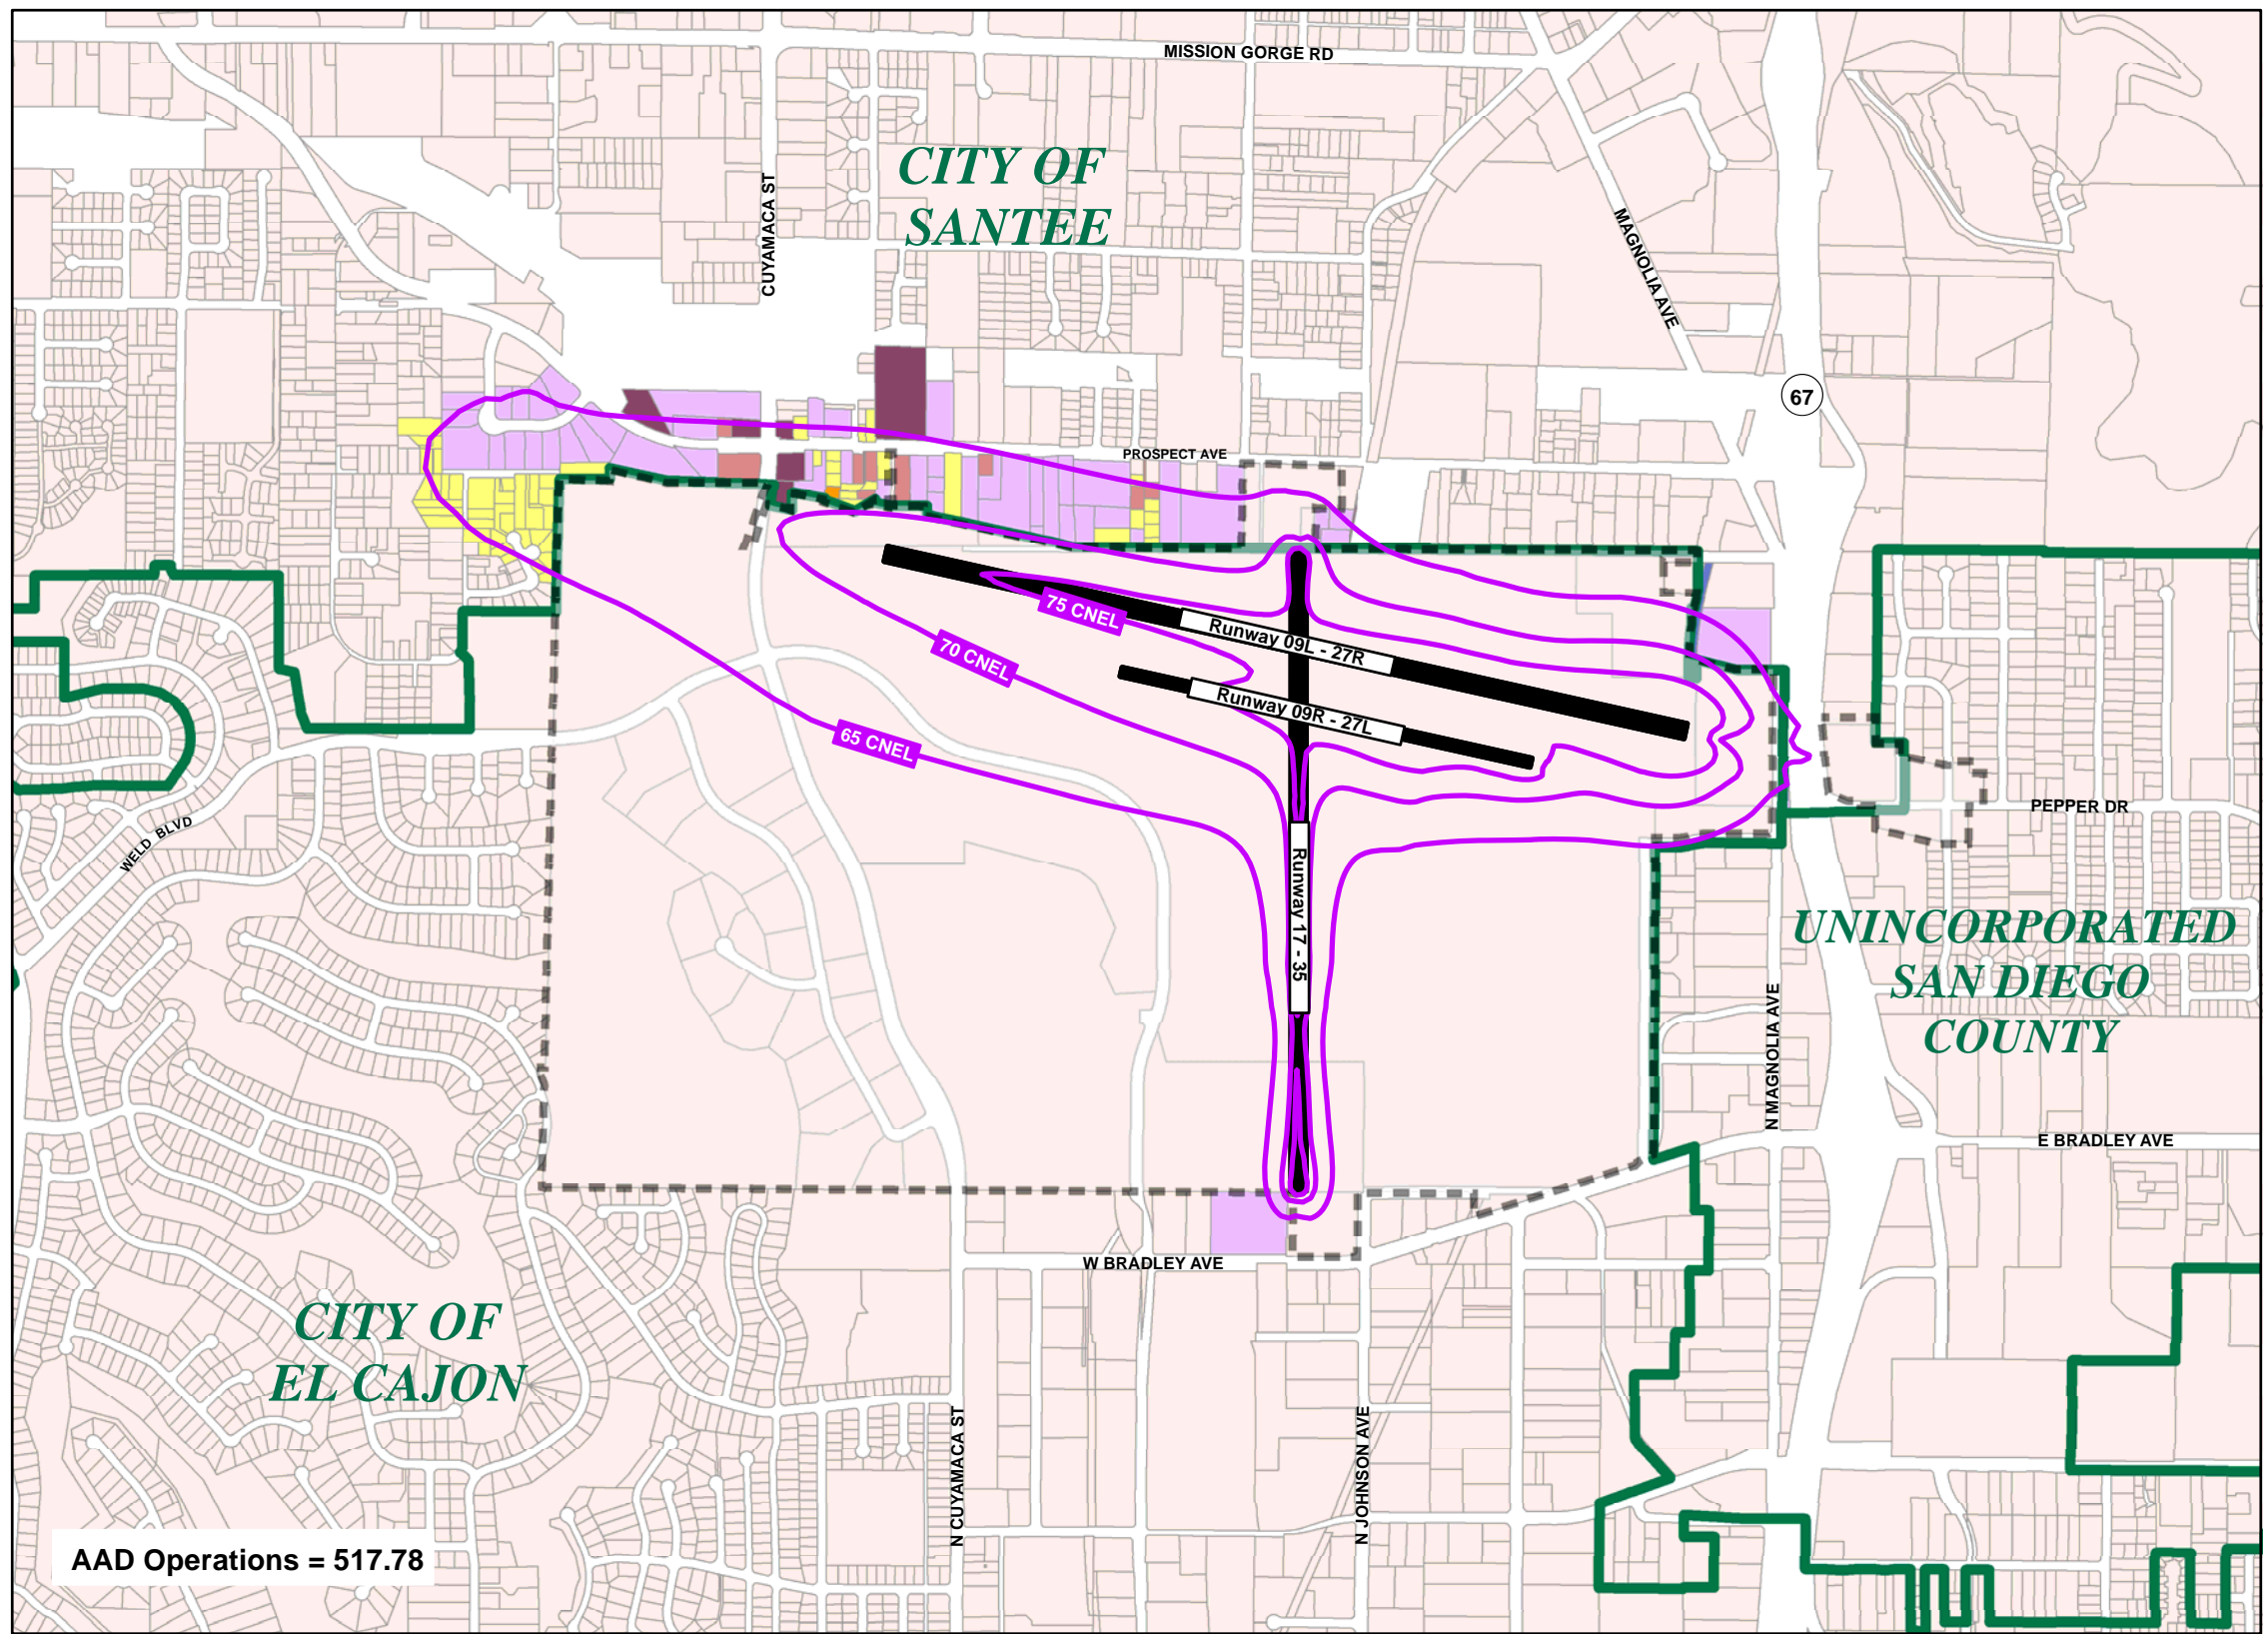 MISSION GORGE RD
CITY OF
SANTEE
CUYAMACA ST
MAGNOLIA AVE
67
PROSPECT AVE
75 CNEL
Runway 09L - 27R
70 CNEL
Runway 09R - 27L
65 CNEL
PEPPER DR
WELD BLVD
Runway 17 - 35
UNINCORPORATED
SAN DIEGO
COUNTY
N MAGNOLIA AVE
E BRADLEY AVE
W BRADLEY AVE
CITY OF
EL CAJON
N CUYAMACA ST
N JOHNSON AVE
AAD Operations = 517.78